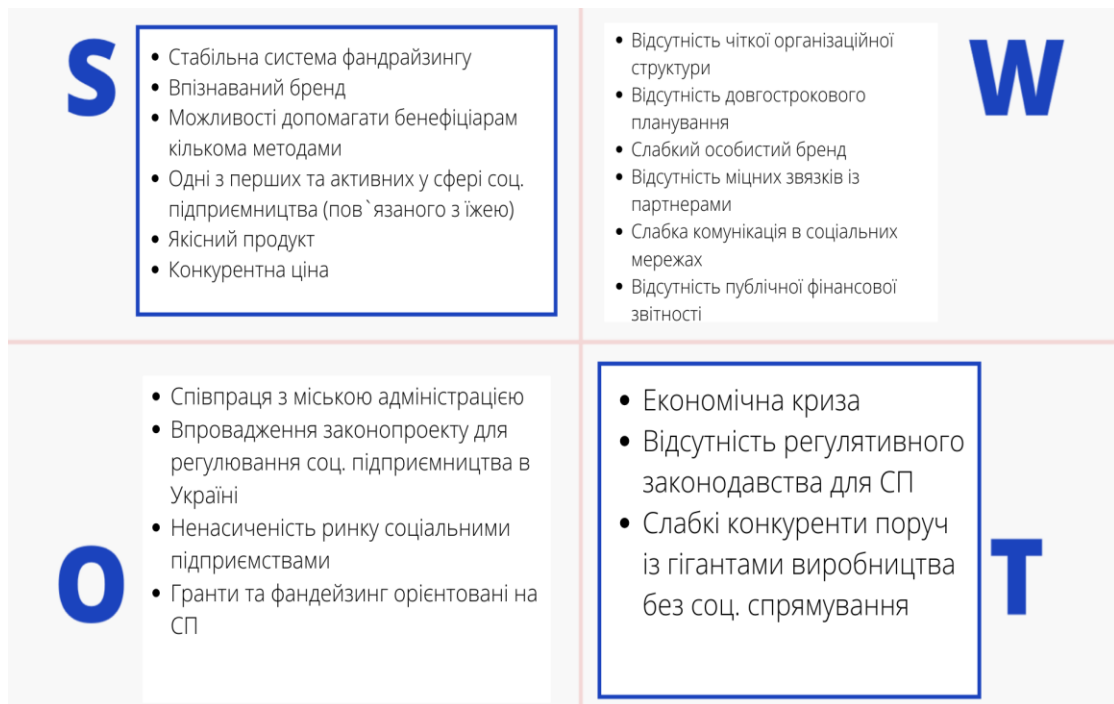 S
• Стабільна система фандрайзингу
• Впізнаваний бренд
• Можливості допомагати бенефіціарам
кількома методами
• Одні з перших та активних у сфері соц.
підприємництва (пов`язаного з їжею)
• Якісний продукт
• Конкурентна ціна
W
• Відсутність чіткої організаційної
структури
• Відсутність довгострокового
планування
• Слабкий особистий бренд
• Відсутність міцних звязків із
партнерами
• Слабка комунікація в соціальних
мережах
• Відсутність публічної фінансової
звітності
O
• Співпраця з міською адміністрацією
• Впровадження законопроекту для
регулювання соц. підприємництва в
Україні
• Ненасиченість ринку соціальними
підприємствами
• Гранти та фандейзинг орієнтовані на
СП
T
• Економічна криза
• Відсутність регулятивного
законодавства для СП
• Слабкі конкуренти поруч
із гігантами виробництва
без соц. спрямування